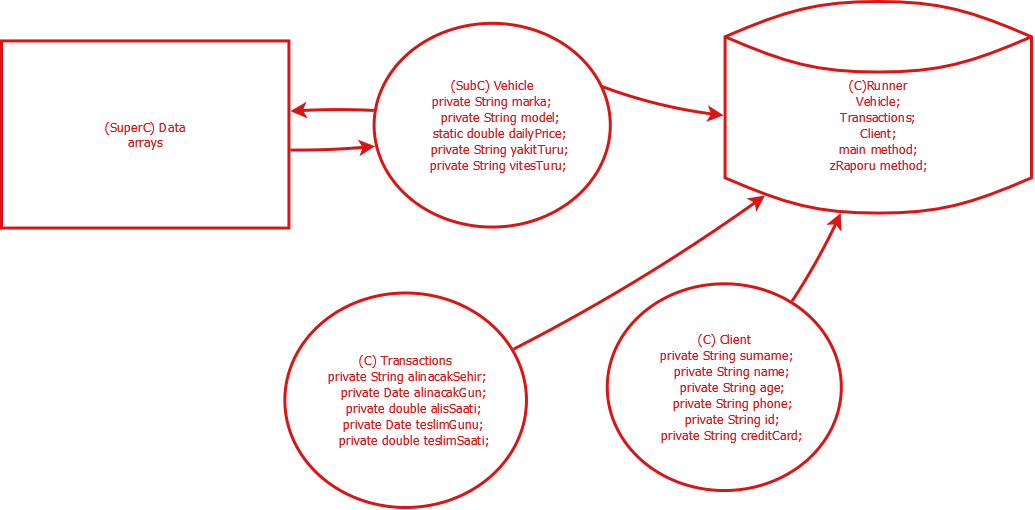 (SuperC) Data
arrays
(SubC) Vehicle
private String marka;
private String model;
static double dailyPrice;
private String yakitTuru;
private String vitesTuru;
(C)Runner
Vehicle;
Transactions;
Client;
main method;
zRaporu method;
(C) Transactions
private String alinacakSehir;
private Date alinacakGun;
private double alisSaati;
private Date teslimGunu;
private double teslimSaati;
(C) Client
private String surname;
private String name;
private String age;
private String phone;
private String id;
private String creditCard;